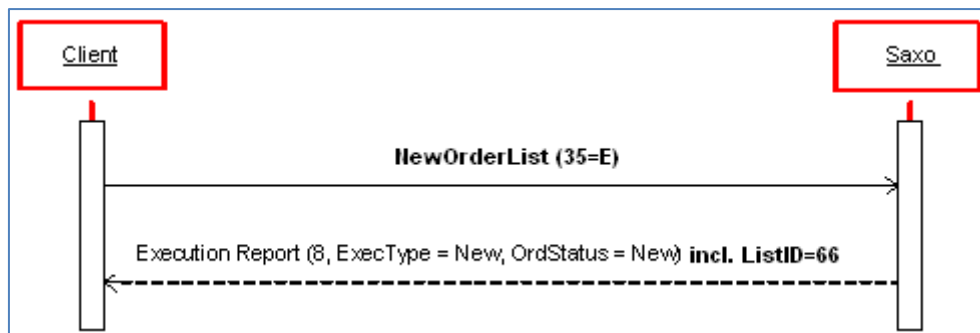 Client
Saxo
NewOrderList (35=E)
Execution Report (8, ExecType = New, OrdStatus = New) incl. ListID=66